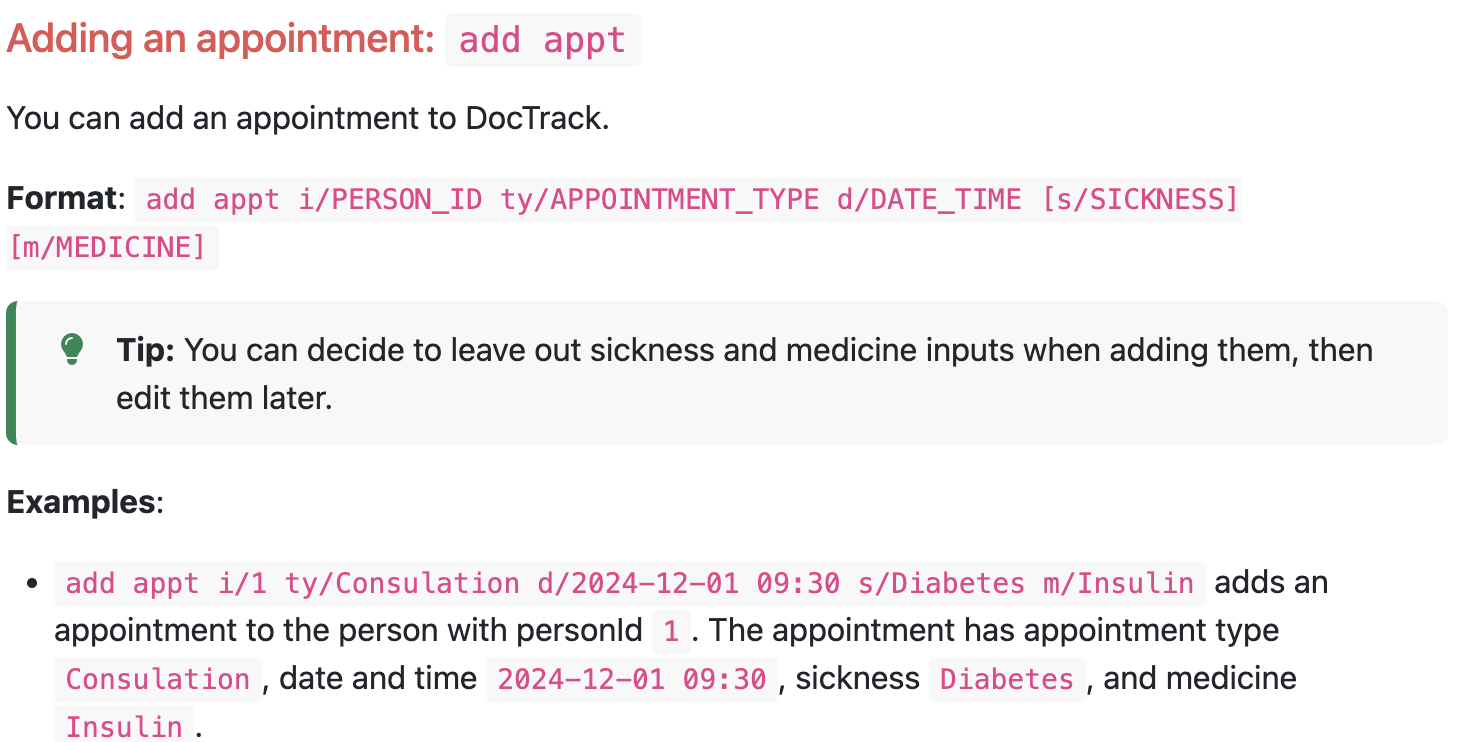 Adding an appointment: add appt
You can add an appointment to DocTrack.
Format: add appt i/PERSON_ID ty/APPOINTMENT_TYPE d/DATE_TIME [s/SICKNESS]
[m/MEDICINE]
Tip: You can decide to leave out sickness and medicine inputs when adding them, then
edit them later.
Examples:
• add appt i/1 ty/Consulation d/2024-12-01 09:30 s/Diabetes m/Insulin adds an
appointment to the person with personId 1. The appointment has appointment type
Consulation, date and time 2024-12-01 09:30, sickness Diabetes, and medicine
Insulin.